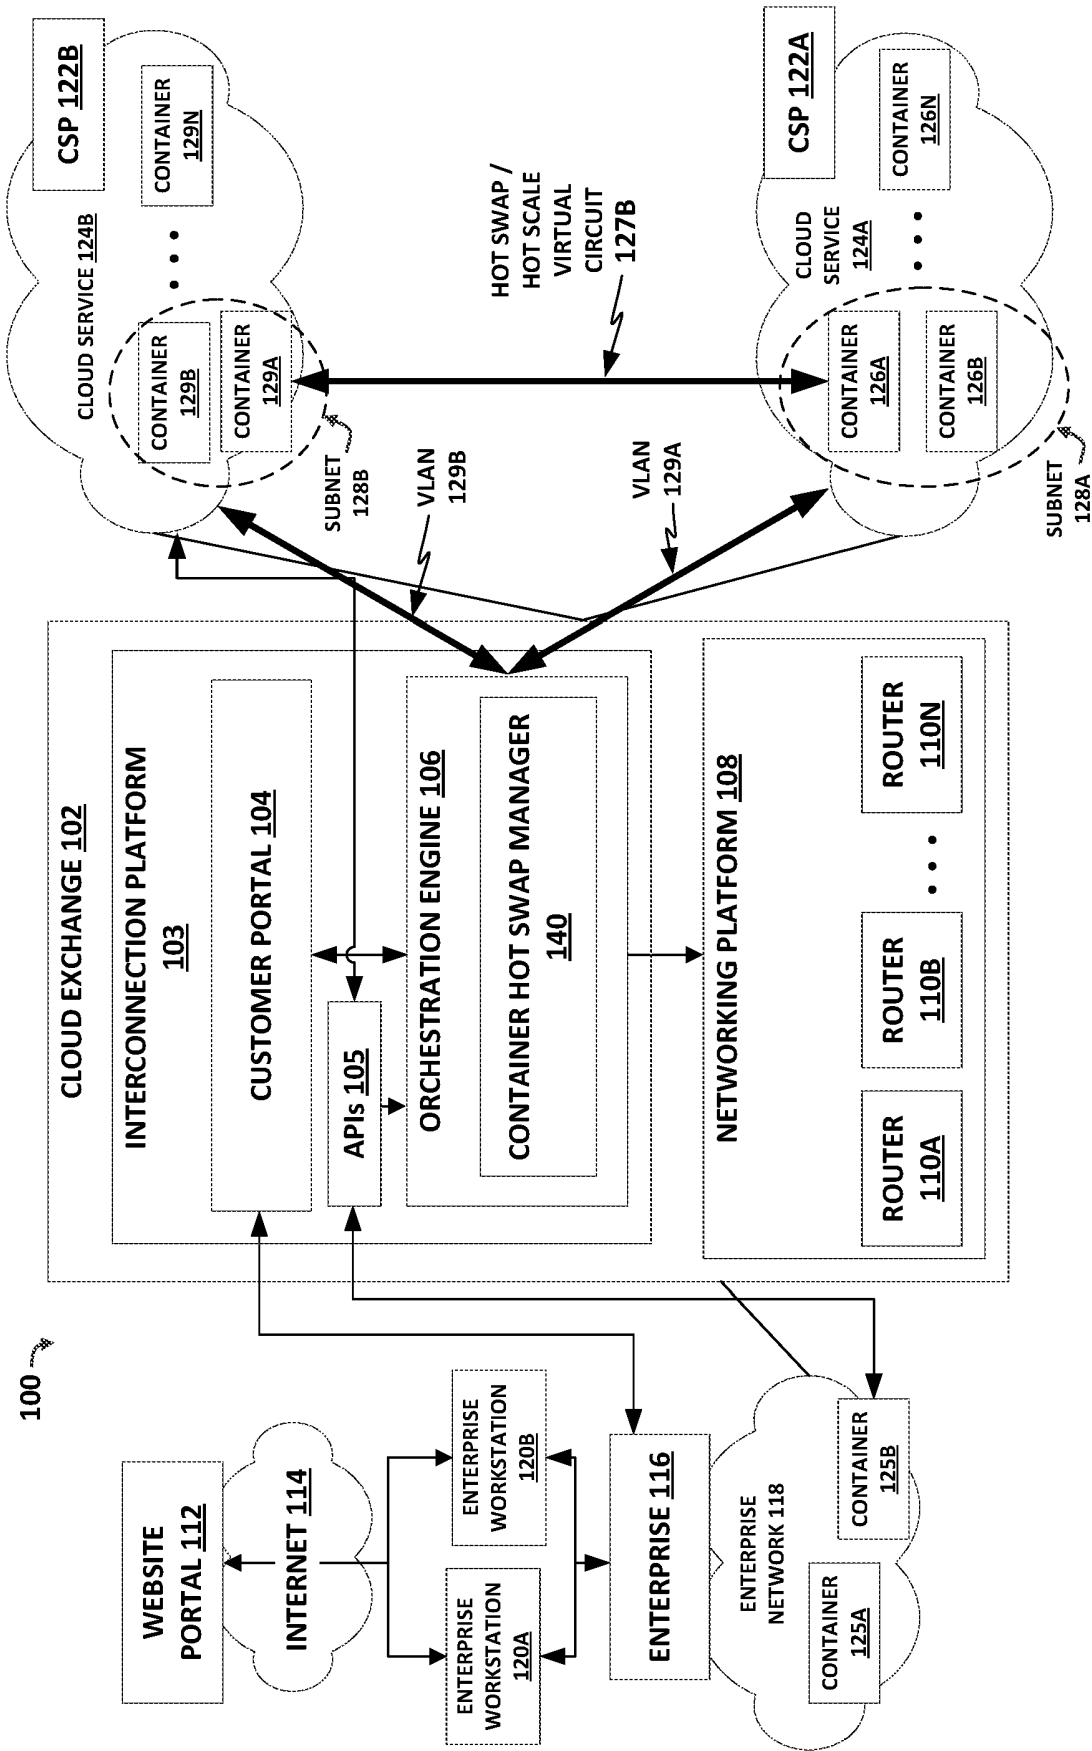 100
WEBSITE
PORTAL 112
INTERNET 114
ENTERPRISE
WORKSTATION
120A
ENTERPRISE
WORKSTATION
120B
ENTERPRISE 116
ENTERPRISE
NETWORK 118
CONTAINER
125A
CONTAINER
125B
CLOUD EXCHANGE 102
INTERCONNECTION PLATFORM
103
CUSTOMER PORTAL 104
APIs 105
ORCHESTRATION ENGINE 106
CONTAINER HOT SWAP MANAGER
140
NETWORKING PLATFORM 108
ROUTER
110A
ROUTER
110B
• • •
ROUTER
110N
CSP 122B
CLOUD SERVICE 124B
CONTAINER
129B
CONTAINER
129A
• • •
CONTAINER
129N
SUBNET
128B
VLAN
129B
VLAN
129A
HOT SWAP /
HOT SCALE
VIRTUAL
CIRCUIT
127B
CSP 122A
CLOUD
SERVICE
124A
CONTAINER
126A
CONTAINER
126B
• • •
CONTAINER
126N
SUBNET
128A